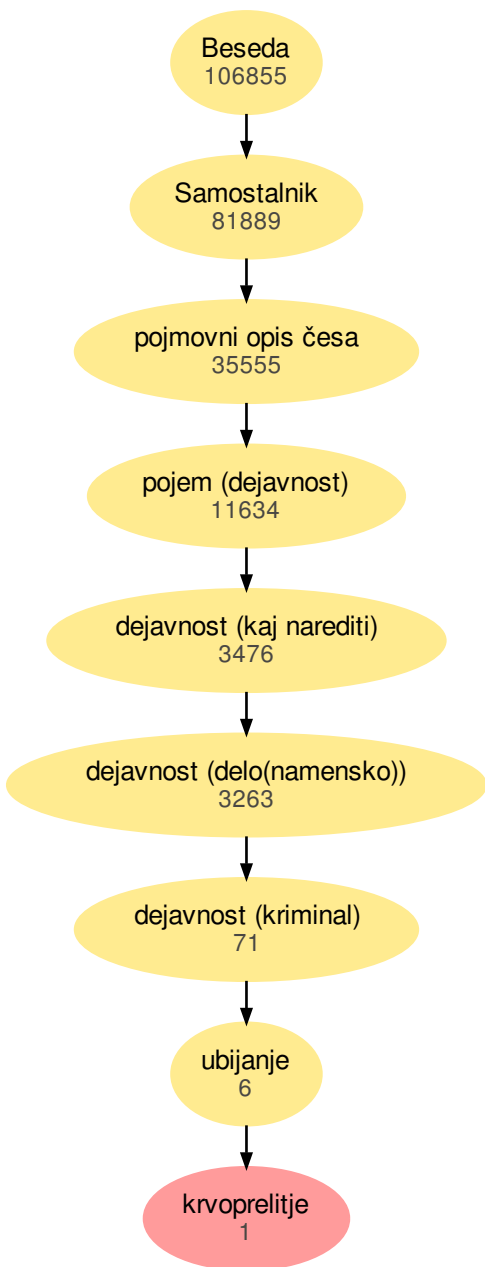 Beseda
106855
Samostalnik
81889
pojmovni opis česa
35555
pojem (dejavnost)
11634
dejavnost (kaj narediti)
3476
dejavnost (delo(namensko))
3263
dejavnost (kriminal)
71
ubijanje
6
krvoprelitje
1